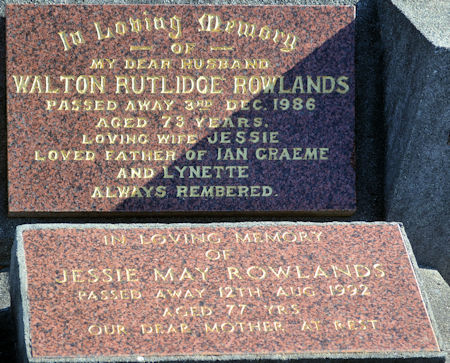 In Loving Memory
— OF —
MY DEAR HUSBAND
WALTON RUTLIDGE ROWLANDS
PASSED AWAY 3RD DEC. 1986
AGED 73 YEARS.
LOVING WIFE JESSIE
LOVED FATHER OF IAN GRAEME
AND LYNETTE
ALWAYS REMBERED.
IN LOVING MEMORY
OF
JESSIE MAY ROWLANDS
PASSED AWAY 12TH AUG 1992
AGED 77 YRS
OUR DEAR MOTHER AT REST